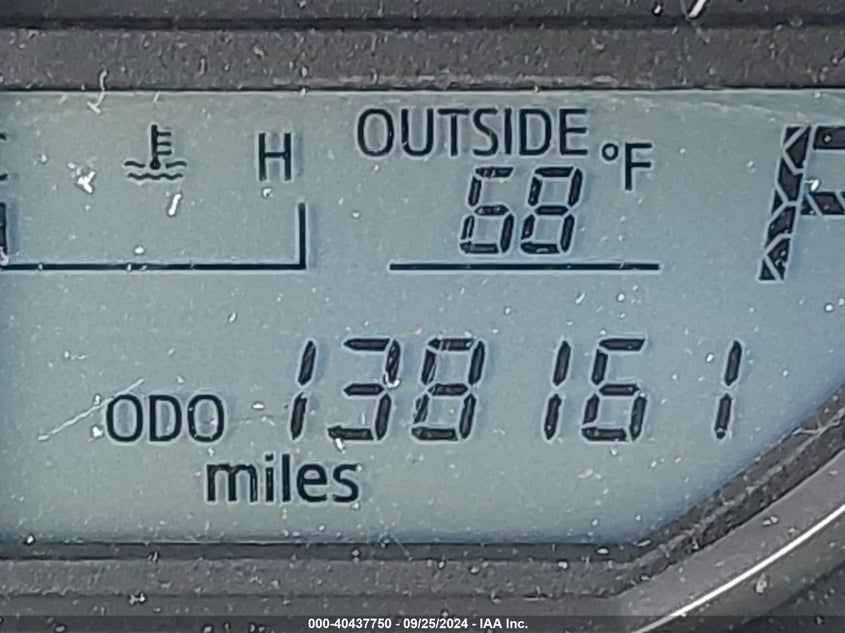 H
OUTSIDE
68 °F
ODO 138161
miles
000-40437750 - 09/25/2024 - IAA Inc.